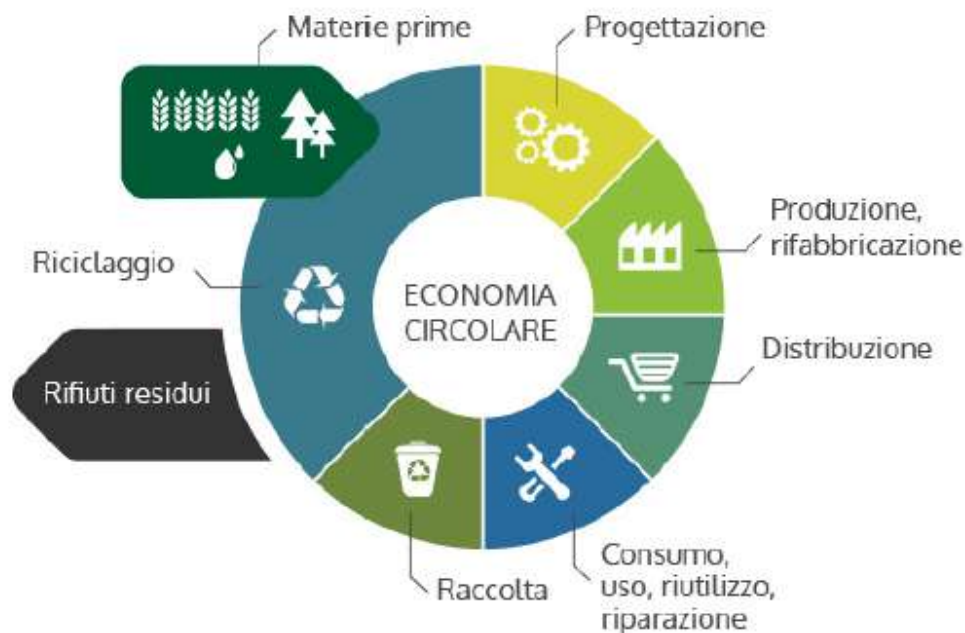 Materie prime
Progettazione
Produzione,
rifabbricazione
Distribuzione
Consumo,
uso, riutilizzo,
riparazione
Raccolta
Rifiuti residui
Riciclaggio
ECONOMIA
CIRCOLARE